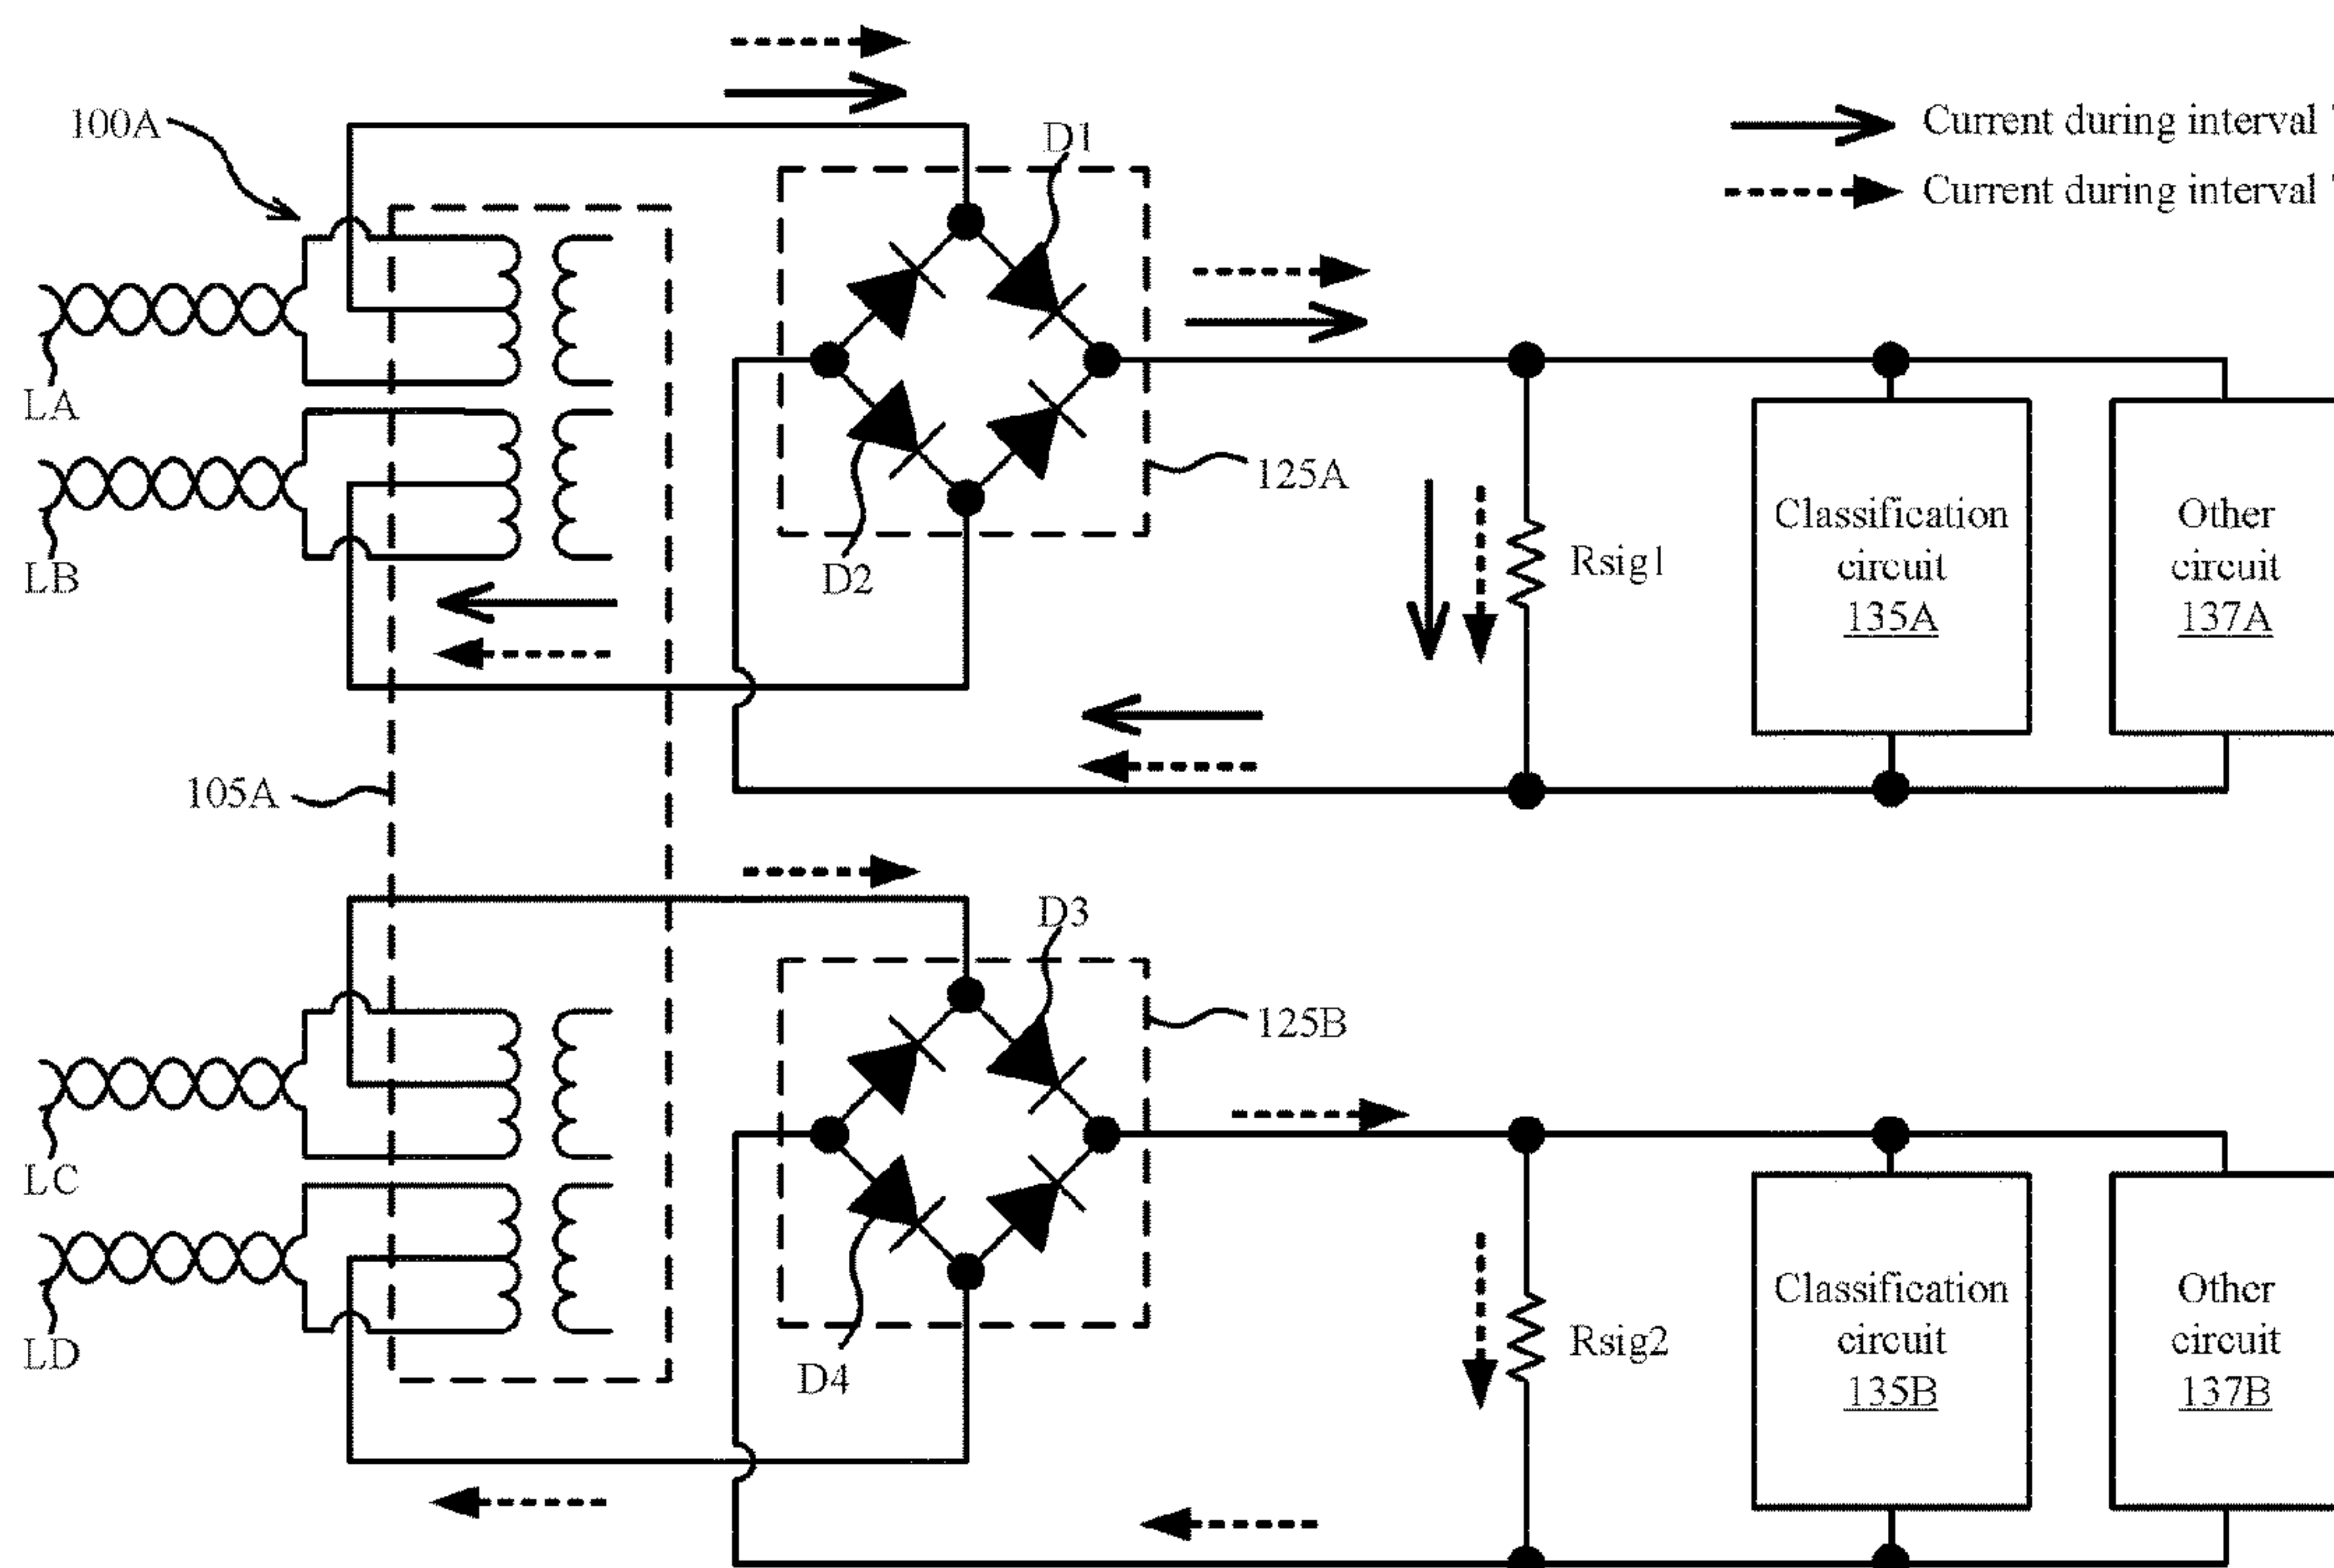 100A
D1
Current during interval
Current during interval
LA
LB
D2
125A
Rsig1
Classification
circuit
135A
Other
circuit
137A
105A
D3
125B
LC
LD
D4
Rsig2
Classification
circuit
135B
Other
circuit
137B